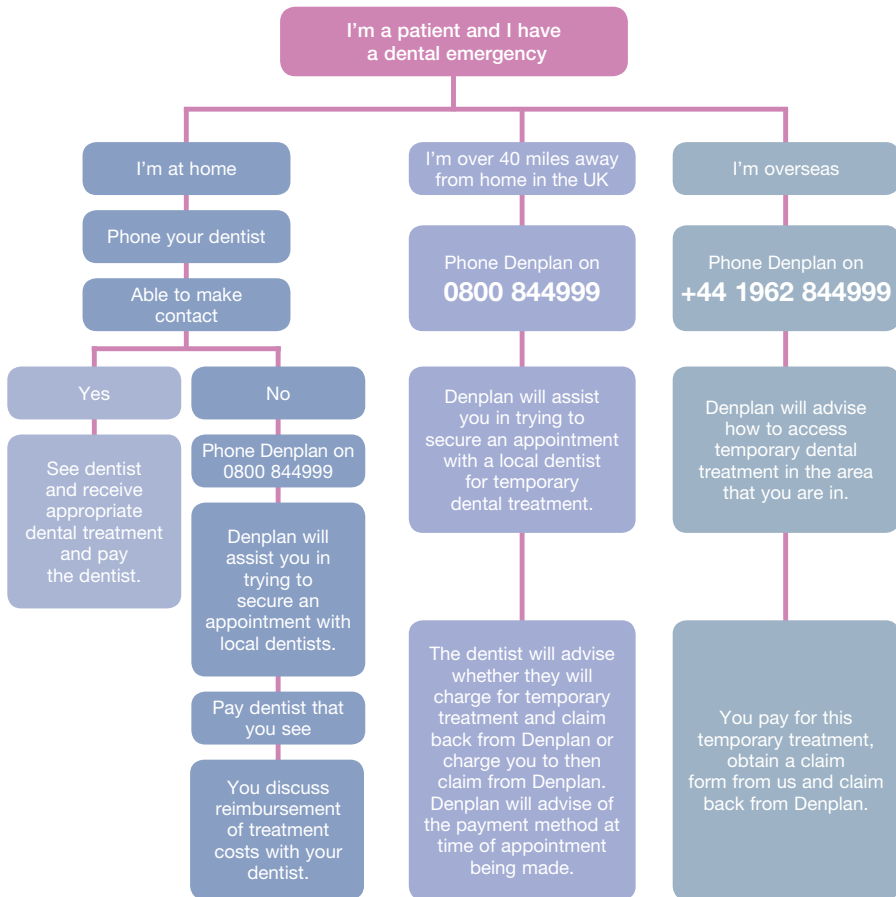 I'm a patient and I have
a dental emergency
I'm at home
Phone your dentist
Able to make
contact
Yes
See dentist
and receive
appropriate
dental treatment
and pay
the dentist.
No
Phone Denplan on
0800 844999
Denplan will
assist you in
trying to
secure an
appointment with
local dentists.
Pay dentist that
you see
You discuss
reimbursement
of treatment
costs with your
dentist.
I'm over 40 miles away
from home in the UK
Phone Denplan on
0800 844999
Denplan will assist
you in trying to
secure an appointment
with a local dentist
for temporary
dental treatment.
The dentist will advise
whether they will
charge for temporary
treatment and claim
back from Denplan or
charge you to then
claim from Denplan.
Denplan will advise of
the payment method at
time of appointment
being made.
I'm overseas
Phone Denplan on
+44 1962 844999
Denplan will advise
how to access
temporary dental
treatment in the area
that you are in.
You pay for this
temporary treatment,
obtain a claim
form from us and claim
back from Denplan.